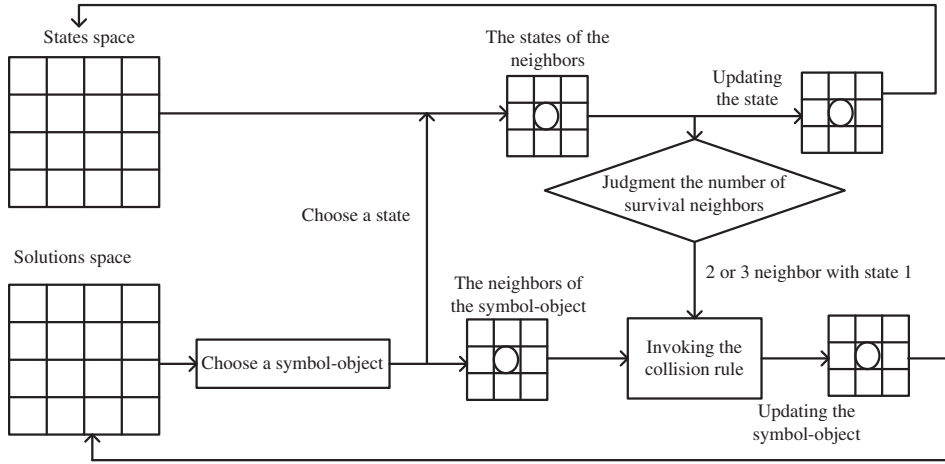 States space
The states of the
neighbors
Updating
the state
Judgment the number of
survival neighbors
Choose a state
Solutions space
2 or 3 neighbor with state 1
The neighbors of
the symbol-object
Choose a symbol-object
Invoking the
collision rule
Updating the
symbol-object